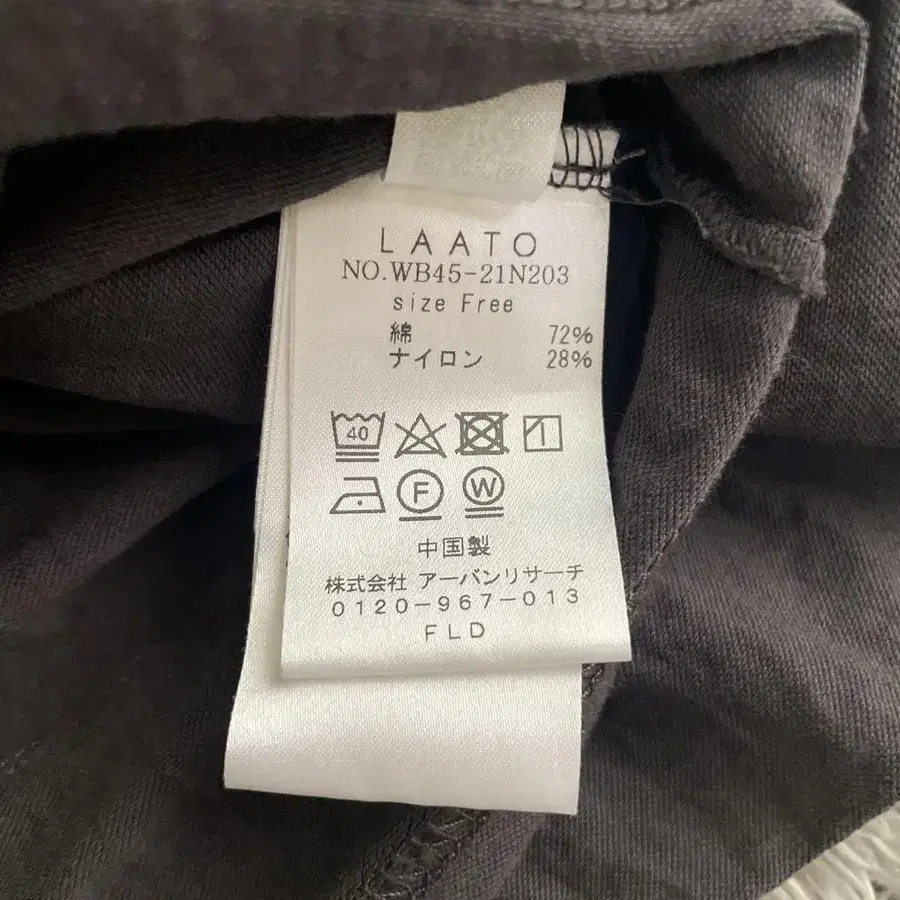 LAATO
NO.WB45-21N203
size Free
綿 72%
ナイロン 28%
40
F W
中国製
株式会社 アーバンリサーチ
0120-967-013
FLD